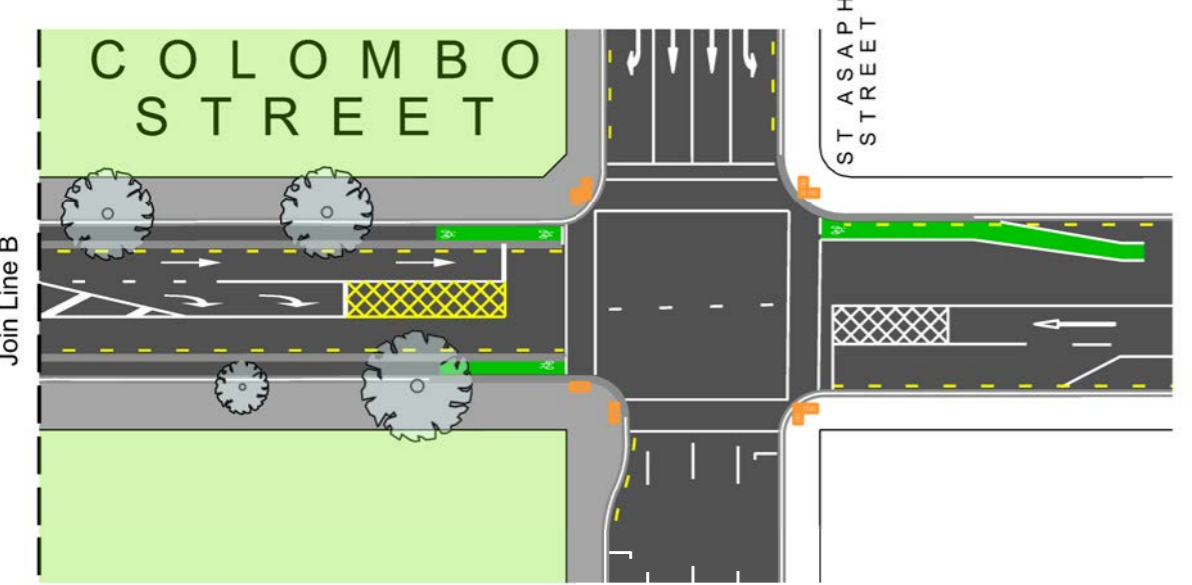 COLOMBO
STREET
ST ASAPH
STREET
Join Line B